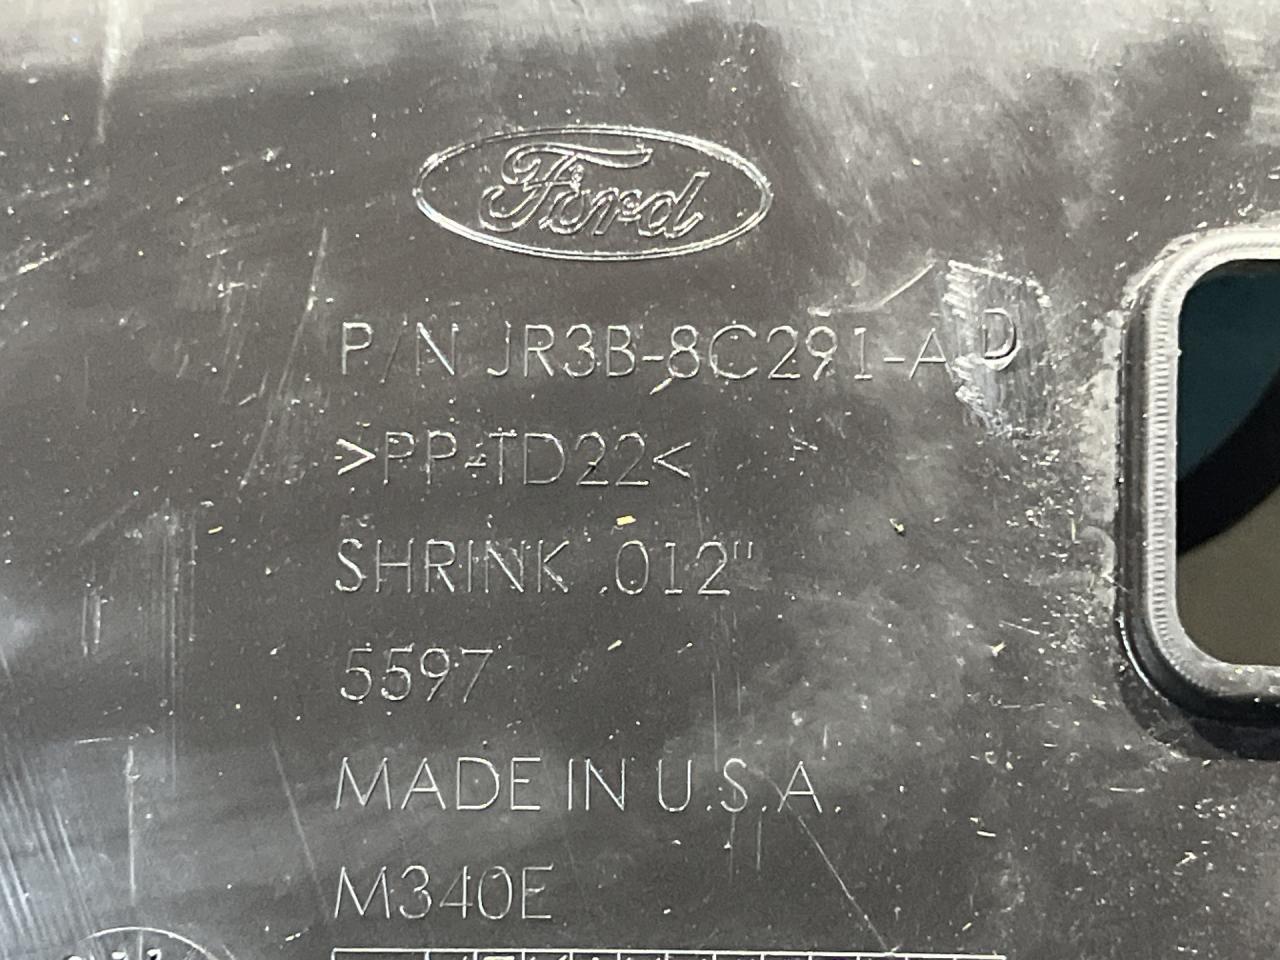 Ford
P/N JR3B-8C291-AD
>PP-TD22<
SHRINK .012"
5597
MADE IN U.S.A.
M340E